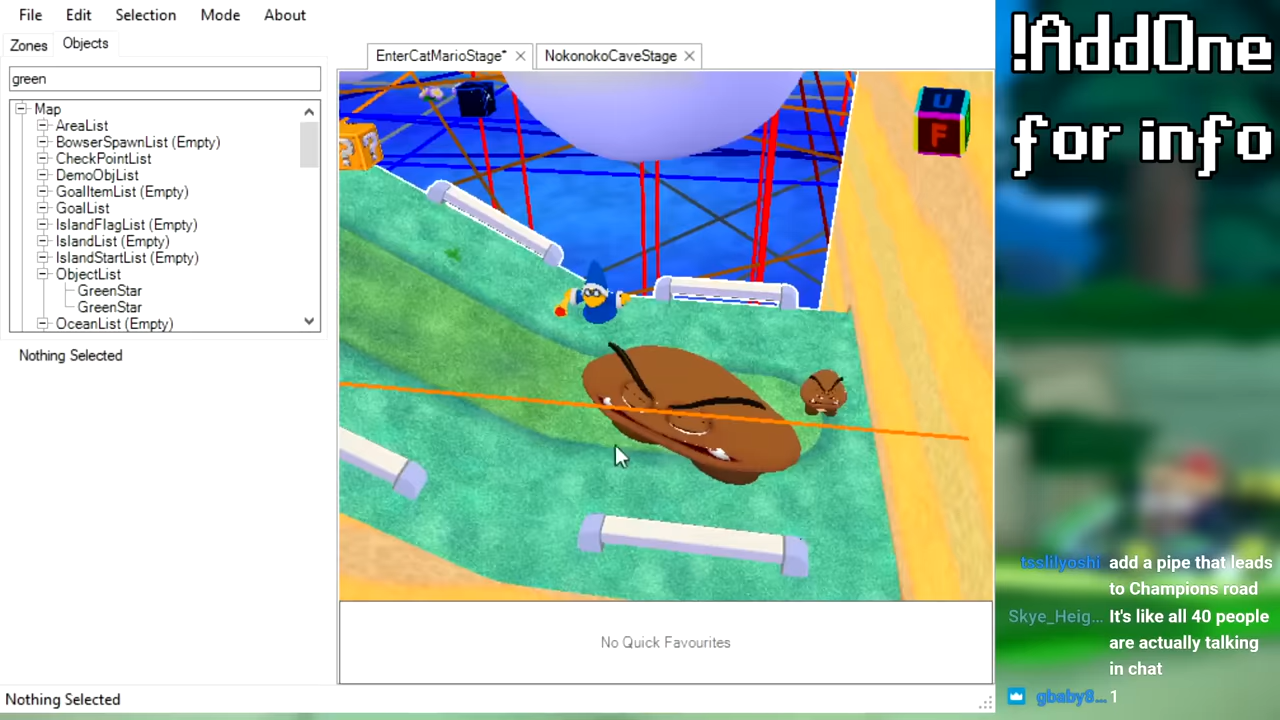 File Edit Selection Mode About
Zones Objects
EnterCatMarioStage* NokonokoCaveStage
green
Map
AreaList
BowserSpawnList (Empty)
CheckPointList
DemoObjList
GoalItemList (Empty)
GoalList
IslandFlagList (Empty)
IslandList (Empty)
IslandStartList (Empty)
ObjectList
GreenStar
GreenStar
OceanList (Empty)
Nothing Selected
? ?
U
F
No Quick Favourites
Nothing Selected
!AddOne
for info
tsslilyoshi add a pipe that leads
to Champions road
Skye_Heig... It's like all 40 people
are actually talking
in chat
gbaby8... 1